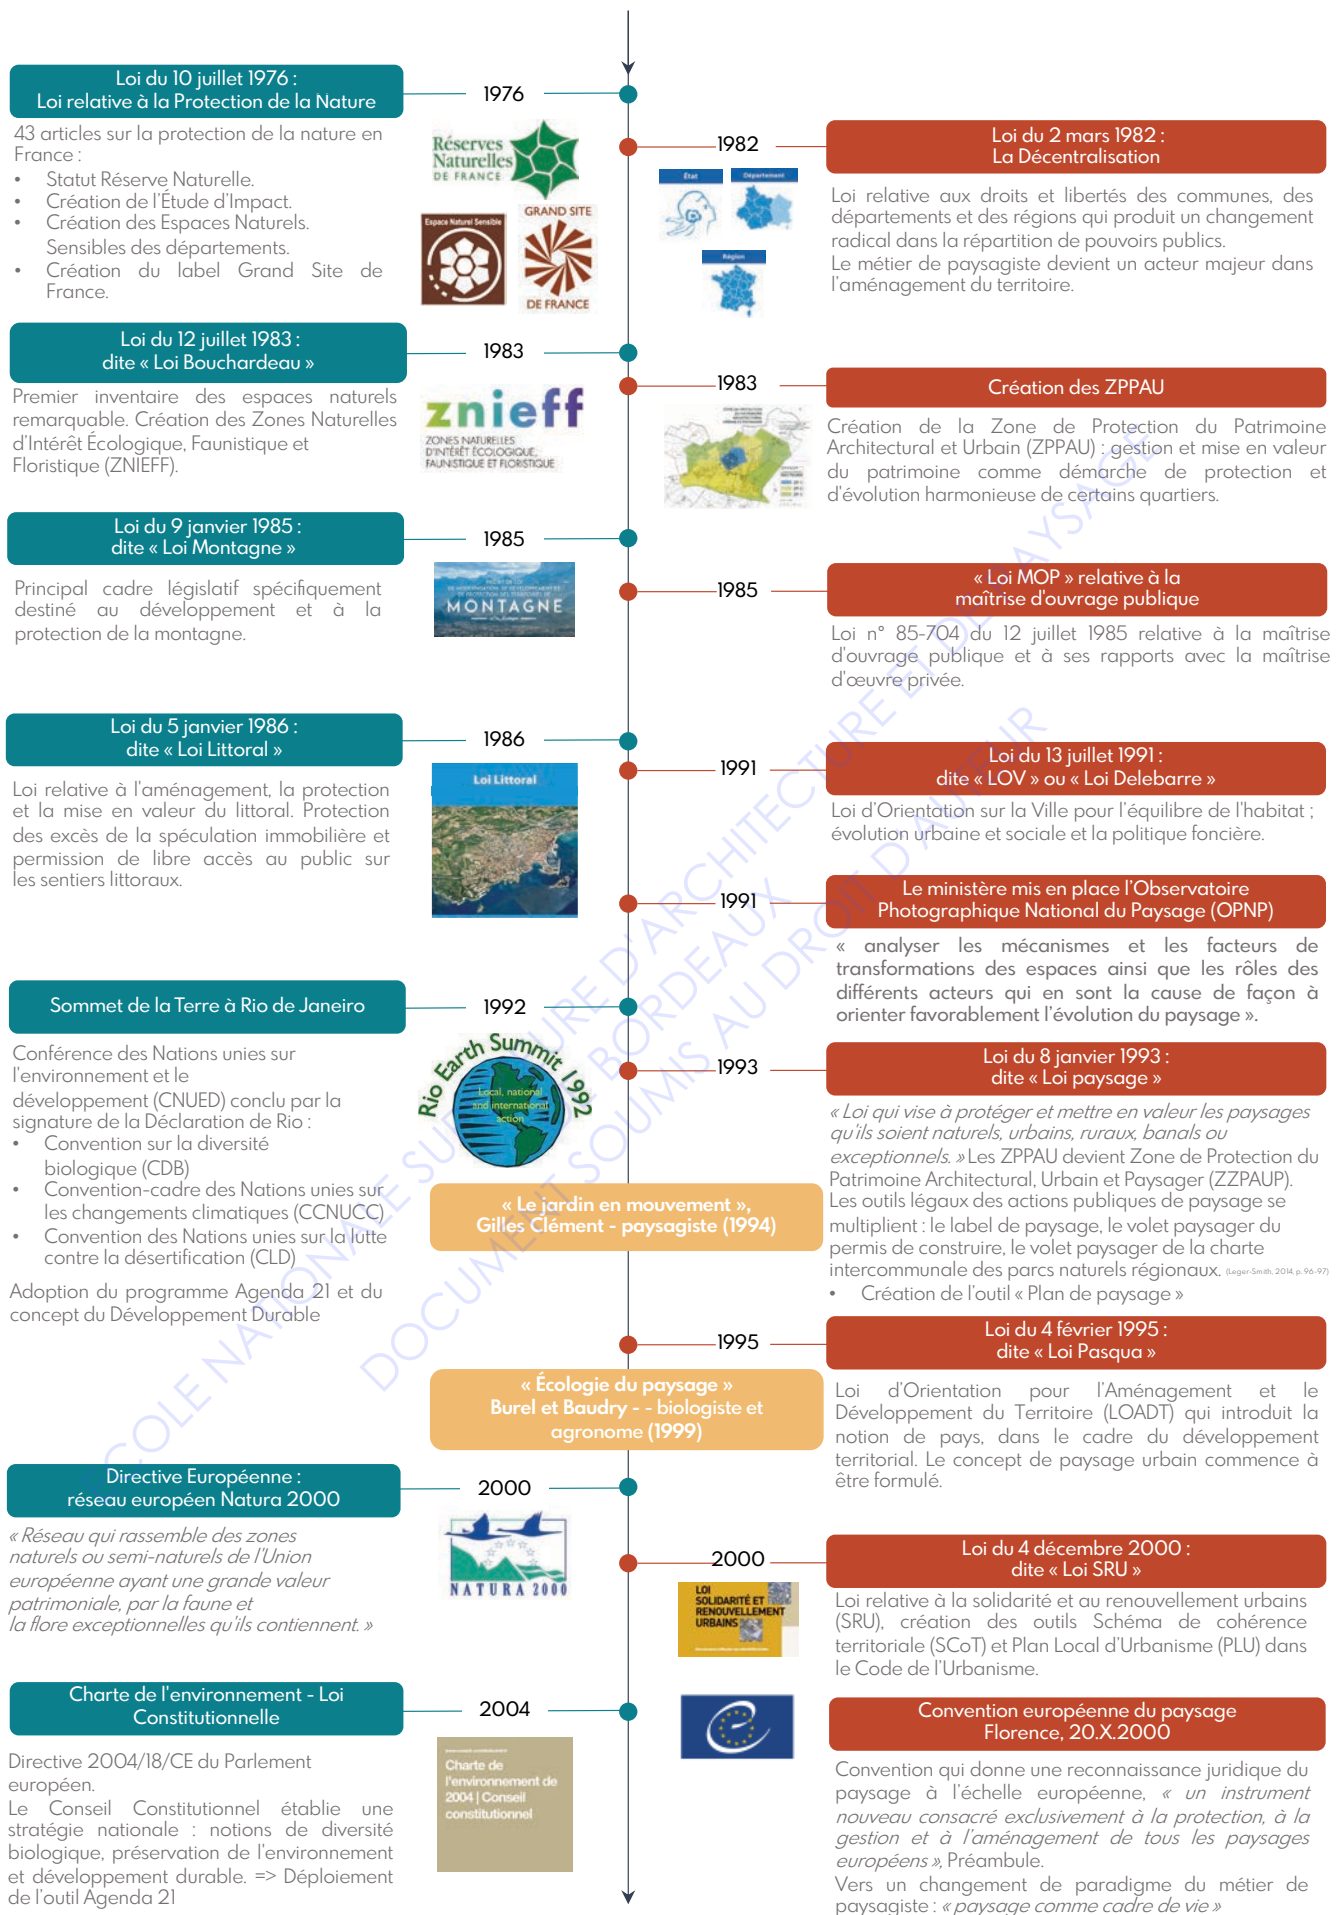 Loi du 10 juillet 1976 :
Loi relative à la Protection de la Nature
1976
43 articles sur la protection de la nature en
France :
• Statut Réserve Naturelle.
• Création de l'Étude d'Impact.
• Création des Espaces Naturels.
Sensibles des départements.
• Création du label Grand Site de
France.
Réserves
Naturelles
DE FRANCE
Espace Naturel Sensible
GRAND SITE
DE FRANCE
1982
Loi du 2 mars 1982 :
La Décentralisation
État
Département
Région
Loi relative aux droits et libertés des communes, des
départements et des régions qui produit un changement
radical dans la répartition de pouvoirs publics.
Le métier de paysagiste devient un acteur majeur dans
l'aménagement du territoire.
Loi du 12 juillet 1983 :
dite « Loi Bouchardeau »
1983
Premier inventaire des espaces naturels
remarquable. Création des Zones Naturelles
d'Intérêt Écologique, Faunistique et
Floristique (ZNIEFF).
znieff
ZONES NATURELLES
D'INTÉRÊT ÉCOLOGIQUE,
FAUNISTIQUE ET FLORISTIQUE
1983
Création des ZPPAU
Création de la Zone de Protection du Patrimoine
Architectural et Urbain (ZPPAU) : gestion et mise en valeur
du patrimoine comme démarche de protection et
d'évolution harmonieuse de certains quartiers.
Loi du 9 janvier 1985 :
dite « Loi Montagne »
1985
Principal cadre législatif spécifiquement
destiné au développement et à la
protection de la montagne.
MONTAGNE
1985
« Loi MOP » relative à la
maîtrise d'ouvrage publique
Loi n° 85-704 du 12 juillet 1985 relative à la maîtrise
d'ouvrage publique et à ses rapports avec la maîtrise
d'œuvre privée.
Loi du 5 janvier 1986 :
dite « Loi Littoral »
1986
Loi relative à l'aménagement, la protection
et la mise en valeur du littoral. Protection
des excès de la spéculation immobilière et
permission de libre accès au public sur
les sentiers littoraux.
Loi Littoral
1991
Loi du 13 juillet 1991 :
dite « LOV » ou « Loi Delebarre »
Loi d'Orientation sur la Ville pour l'équilibre de l'habitat ;
évolution urbaine et sociale et la politique foncière.
1991
Le ministère mis en place l'Observatoire
Photographique National du Paysage (OPNP)
« analyser les mécanismes et les facteurs de
transformations des espaces ainsi que les rôles des
différents acteurs qui en sont la cause de façon à
orienter favorablement l'évolution du paysage ».
Sommet de la Terre à Rio de Janeiro
1992
Conférence des Nations unies sur
l'environnement et le
développement (CNUED) conclu par la
signature de la Déclaration de Rio :
• Convention sur la diversité
biologique (CDB)
• Convention-cadre des Nations unies sur
les changements climatiques (CCNUCC)
• Convention des Nations unies sur la lutte
contre la désertification (CLD)
Adoption du programme Agenda 21 et du
concept du Développement Durable
Rio Earth Summit 1992
Local, national
and international
action
1993
Loi du 8 janvier 1993 :
dite « Loi paysage »
« Loi qui vise à protéger et mettre en valeur les paysages
qu'ils soient naturels, urbains, ruraux, banals ou
exceptionnels. » Les ZPPAU devient Zone de Protection du
Patrimoine Architectural, Urbain et Paysager (ZZPAUP).
Les outils légaux des actions publiques de paysage se
multiplient : le label de paysage, le volet paysager du
permis de construire, le volet paysager de la charte
intercommunale des parcs naturels régionaux. (Leger-Smith, 2014, p. 96-97)
• Création de l'outil « Plan de paysage »
« Le jardin en mouvement »,
Gilles Clément - paysagiste (1994)
1995
Loi du 4 février 1995 :
dite « Loi Pasqua »
Loi d'Orientation pour l'Aménagement et le
Développement du Territoire (LOADT) qui introduit la
notion de pays, dans le cadre du développement
territorial. Le concept de paysage urbain commence à
être formulé.
« Écologie du paysage »
Burel et Baudry - - biologiste et
agronome (1999)
Directive Européenne :
réseau européen Natura 2000
2000
« Réseau qui rassemble des zones
naturels ou semi-naturels de l'Union
européenne ayant une grande valeur
patrimoniale, par la faune et
la flore exceptionnelles qu'ils contiennent. »
NATURA 2000
2000
Loi du 4 décembre 2000 :
dite « Loi SRU »
LOI
SOLIDARITÉ ET
RENOUVELLEMENT
URBAINS
Loi relative à la solidarité et au renouvellement urbains
(SRU), création des outils Schéma de cohérence
territoriale (SCoT) et Plan Local d'Urbanisme (PLU) dans
le Code de l'Urbanisme.
Charte de l'environnement - Loi
Constitutionnelle
2004
Directive 2004/18/CE du Parlement
européen.
Le Conseil Constitutionnel établie une
stratégie nationale : notions de diversité
biologique, préservation de l'environnement
et développement durable. => Déploiement
de l'outil Agenda 21
Charte de
l'environnement de
2004 | Conseil
constitutionnel
Convention européenne du paysage
Florence, 20.X.2000
Convention qui donne une reconnaissance juridique du
paysage à l'échelle européenne, « un instrument
nouveau consacré exclusivement à la protection, à la
gestion et à l'aménagement de tous les paysages
européens », Préambule.
Vers un changement de paradigme du métier de
paysagiste : « paysage comme cadre de vie »
ECOLE NATIONALE SUPERIEURE D'ARCHITECTURE ET DE PAYSAGE
DE BORDEAUX
DOCUMENT SOUMIS AU DROIT D'AUTEUR